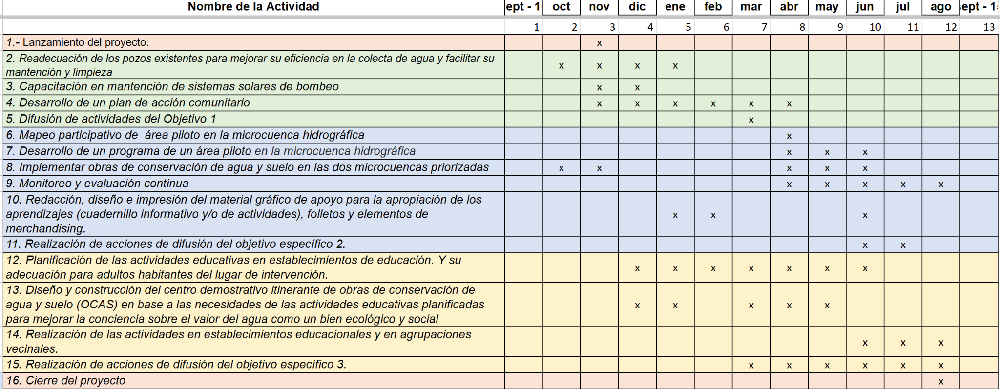 Nombre de la Actividad ept - 1 oct nov dic ene feb mar abr may jun jul ago ept - 1
1 2 3 4 5 6 7 8 9 10 11 12 13
1.- Lanzamiento del proyecto: x
2. Readecuación de los pozos existentes para mejorar su eficiencia en la colecta de agua y facilitar su
mantención y limpieza x x x x
3. Capacitación en mantención de sistemas solares de bombeo x x
4. Desarrollo de un plan de acción comunitario x x x x x x
5. Difusión de actividades del Objetivo 1 x
6. Mapeo participativo de  área piloto en la microcuenca hidrográfica x
7. Desarrollo de un programa de un área piloto en la microcuenca hidrográfica x x x
8. Implementar obras de conservación de agua y suelo en las dos microcuencas priorizadas x x x x x
9. Monitoreo y evaluación continua x x x x x
10. Redacción, diseño e impresión del material gráfico de apoyo para la apropiación de los
aprendizajes (cuadernillo informativo y/o de actividades), folletos y elementos de x x x
merchandising.
11. Realización de acciones de difusión del objetivo específico 2. x x
12. Planificación de las actividades educativas en establecimientos de educación. Y su
adecuación para adultos habitantes del lugar de intervención. x x x x x x x
13. Diseño y construcción del centro demostrativo itinerante de obras de conservación de
agua y suelo (OCAS) en base a las necesidades de las actividades educativas planificadas x x x x x
para mejorar la conciencia sobre el valor del agua como un bien ecológico y social
14. Realización de las actividades en establecimientos educacionales y en agrupaciones
vecinales. x x x
15. Realización de acciones de difusión del objetivo específico 3. x x x x x x
16. Cierre del proyecto x